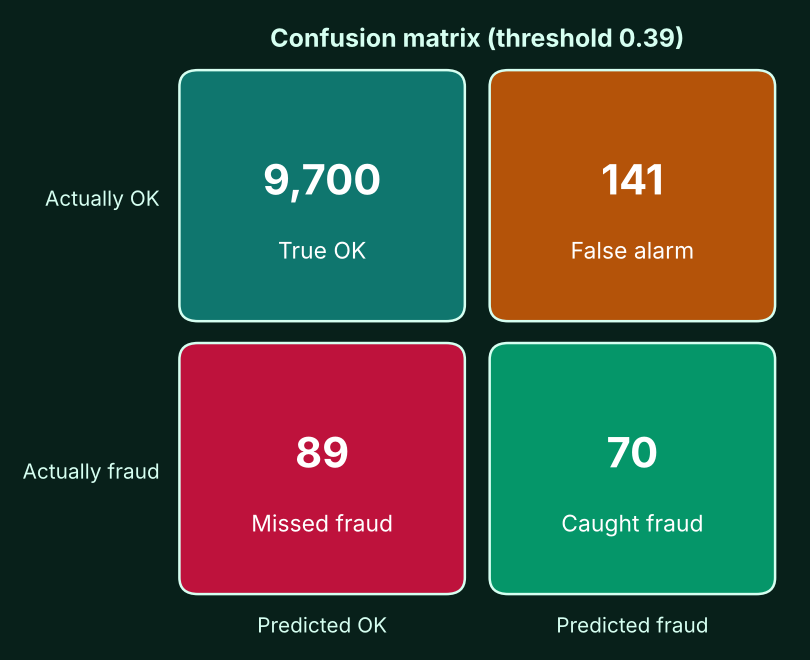 Confusion matrix (threshold 0.39)
Actually OK
9,700
True OK
141
False alarm
Actually fraud
89
Missed fraud
70
Caught fraud
Predicted OK
Predicted fraud